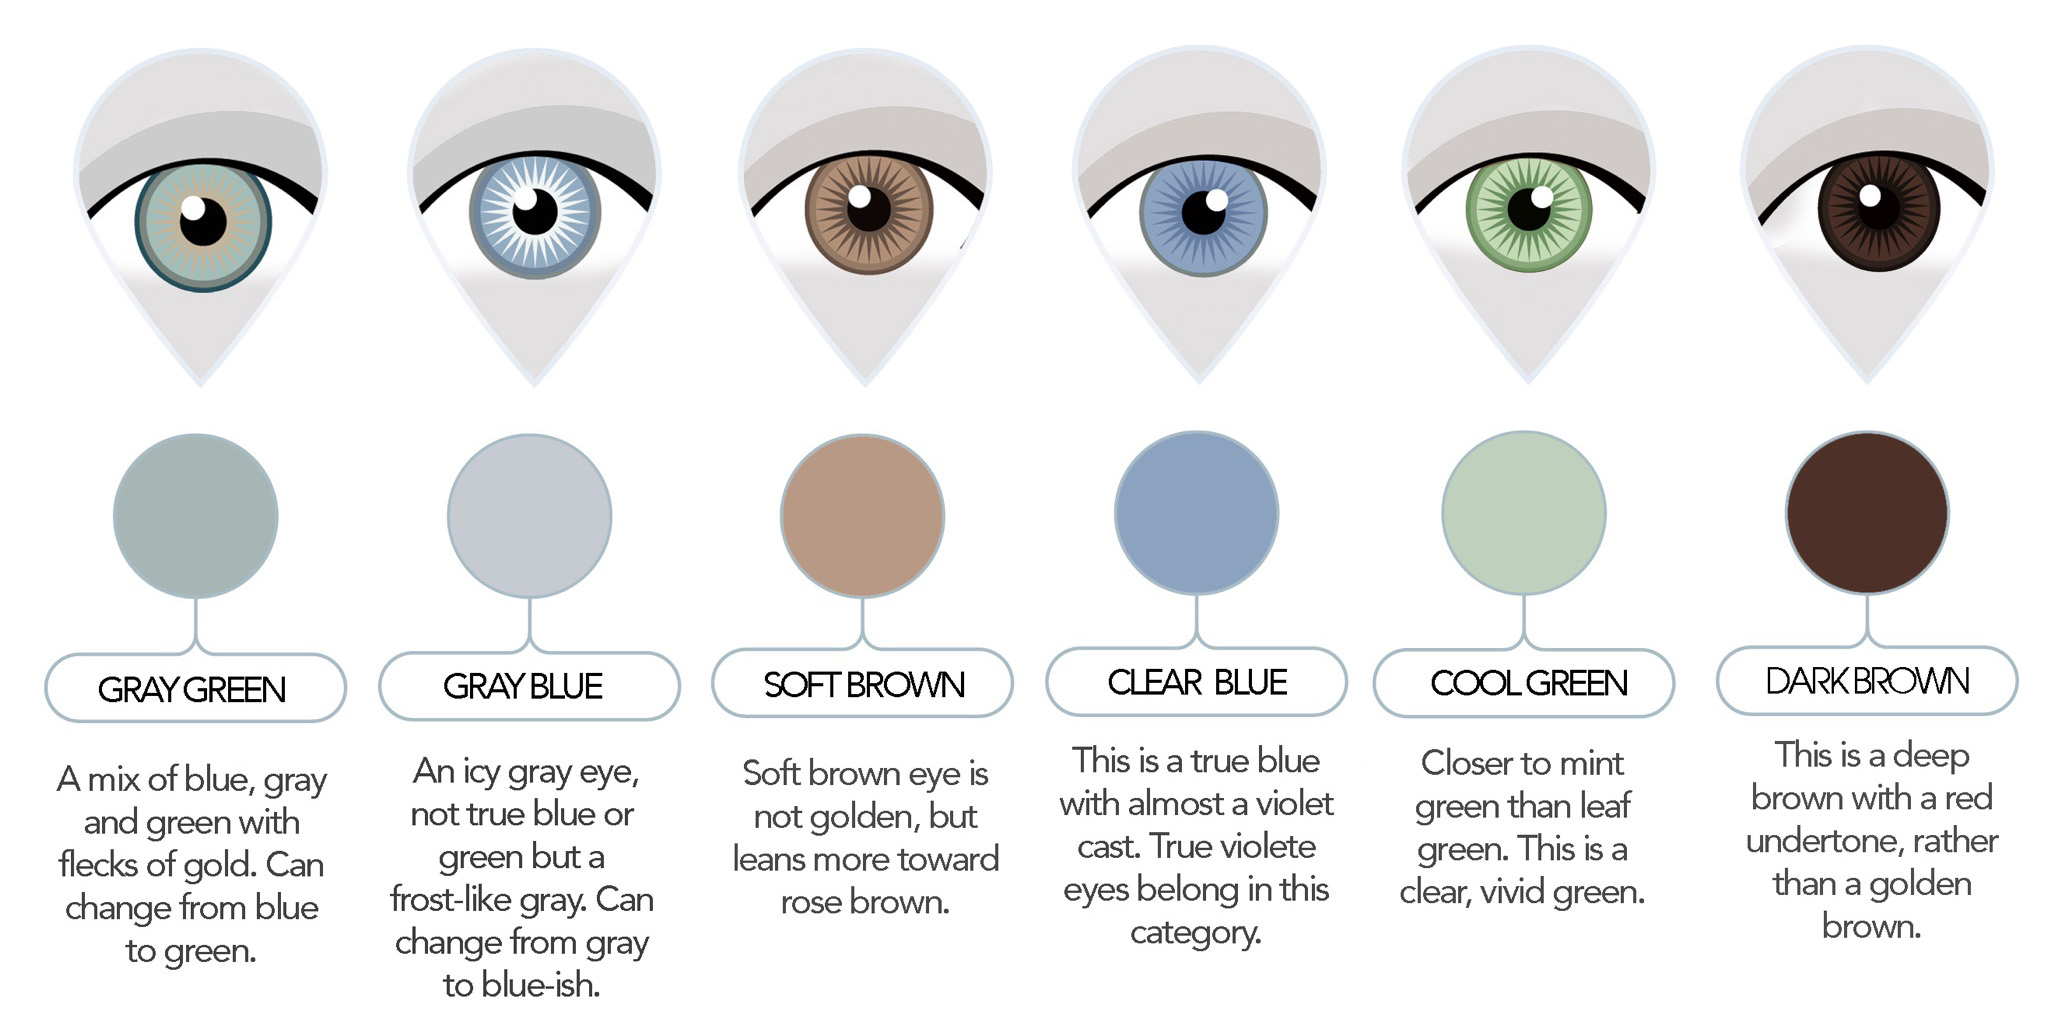 GRAY GREEN
A mix of blue, gray
and green with
flecks of gold. Can
change from blue
to green.
GRAY BLUE
An icy gray eye,
not true blue or
green but a
frost-like gray. Can
change from gray
to blue-ish.
SOFT BROWN
Soft brown eye is
not golden, but
leans more toward
rose brown.
CLEAR BLUE
This is a true blue
with almost a violet
cast. True violete
eyes belong in this
category.
COOL GREEN
Closer to mint
green than leaf
green. This is a
clear, vivid green.
DARK BROWN
This is a deep
brown with a red
undertone, rather
than a golden
brown.